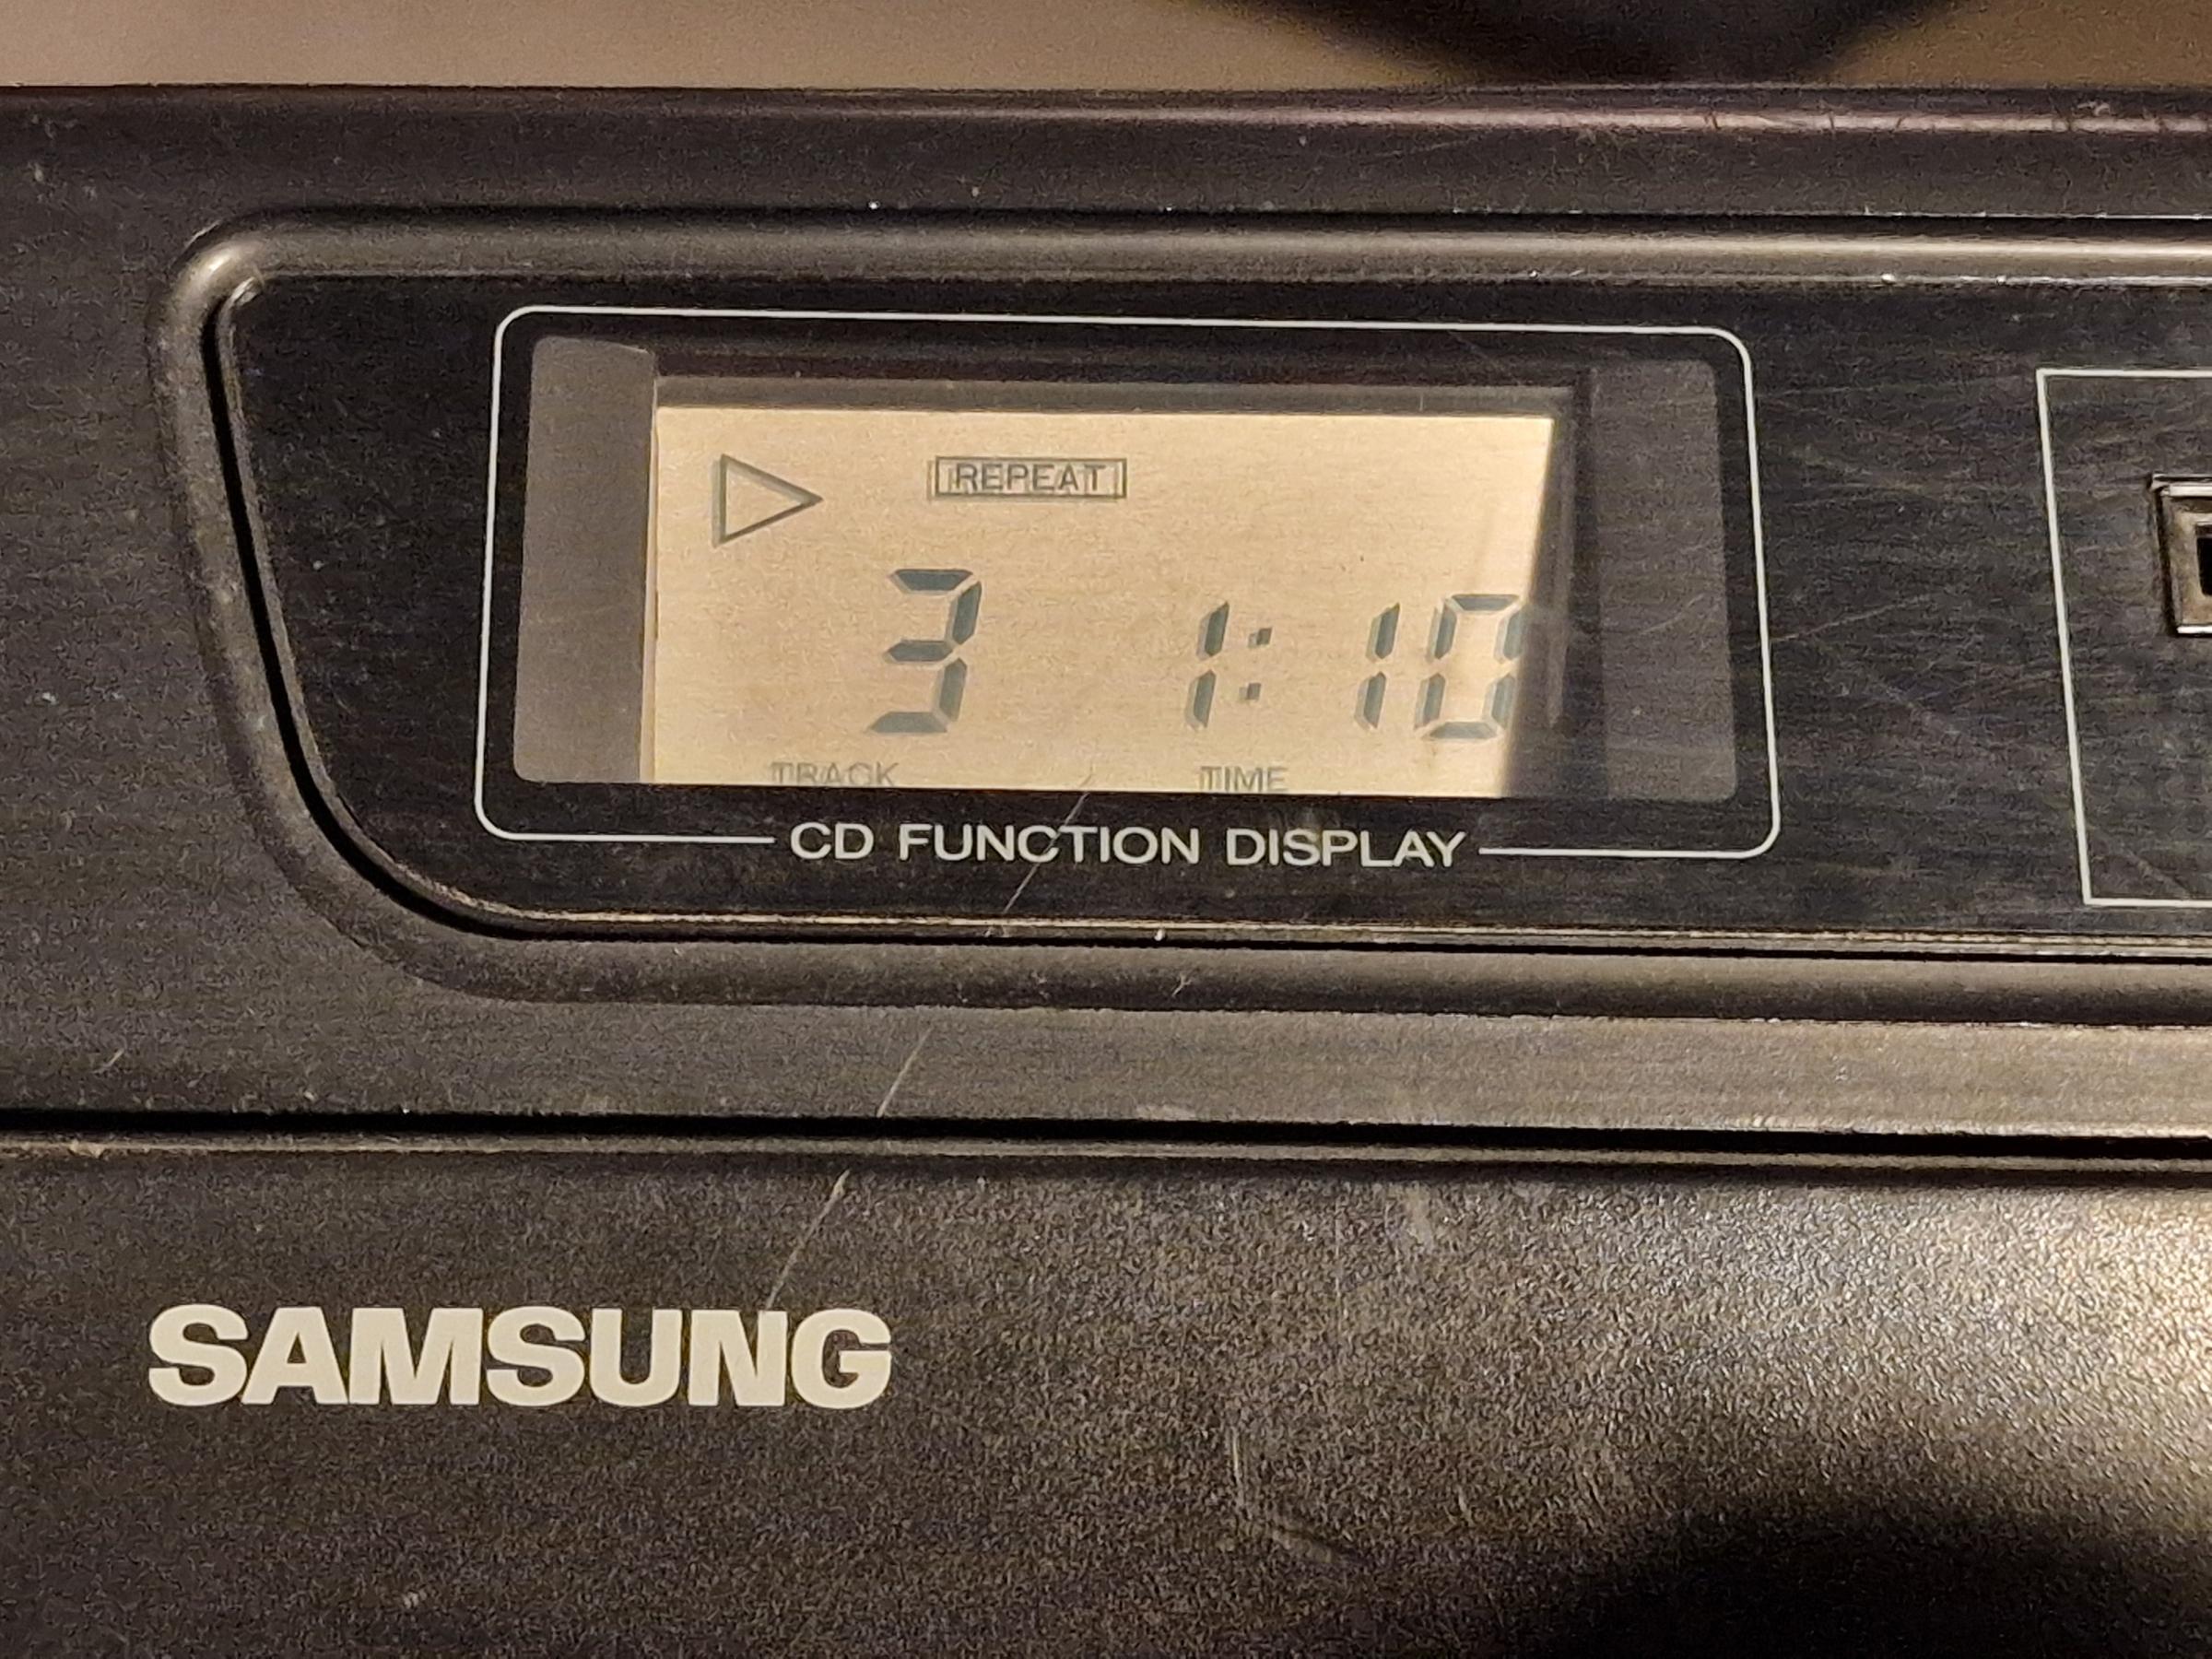 REPEAT
3 1:10
TRACK TIME
CD FUNCTION DISPLAY
SAMSUNG